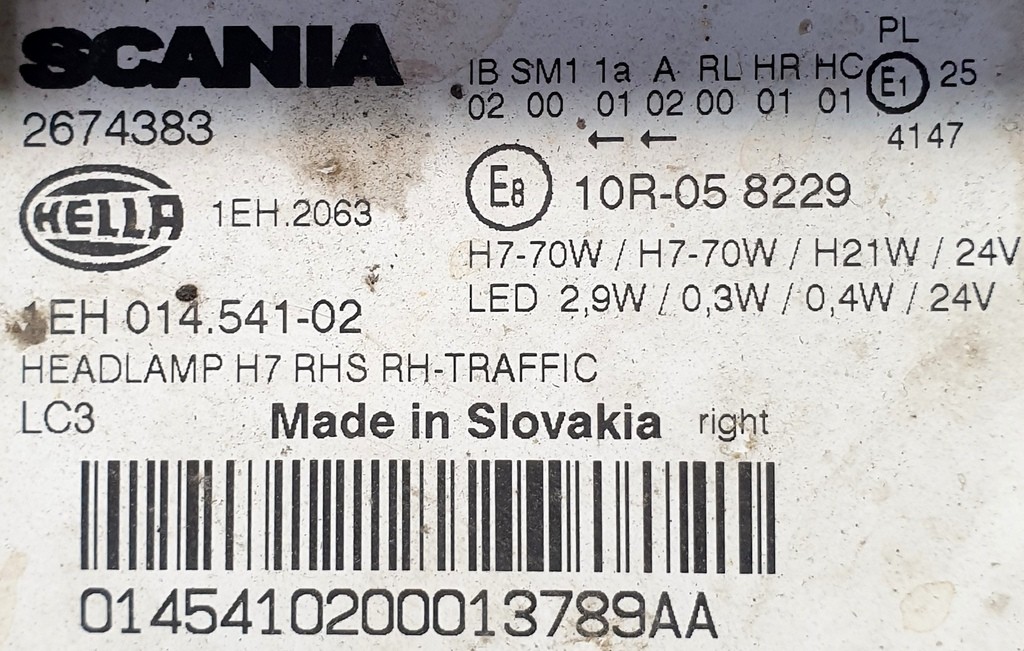 SCANIA
2674383
HELLA 1EH.2063
1EH 014.541-02
HEADLAMP H7 RHS RH-TRAFFIC
LC3 Made in Slovakia right
PL
IB SM1 1a A RL HR HC E1 25
02 00 01 02 00 01 01
← ← 4147
E8 10R-05 8229
H7-70W / H7-70W / H21W / 24V
LED 2,9W / 0,3W / 0,4W / 24V
0145410200013789AA